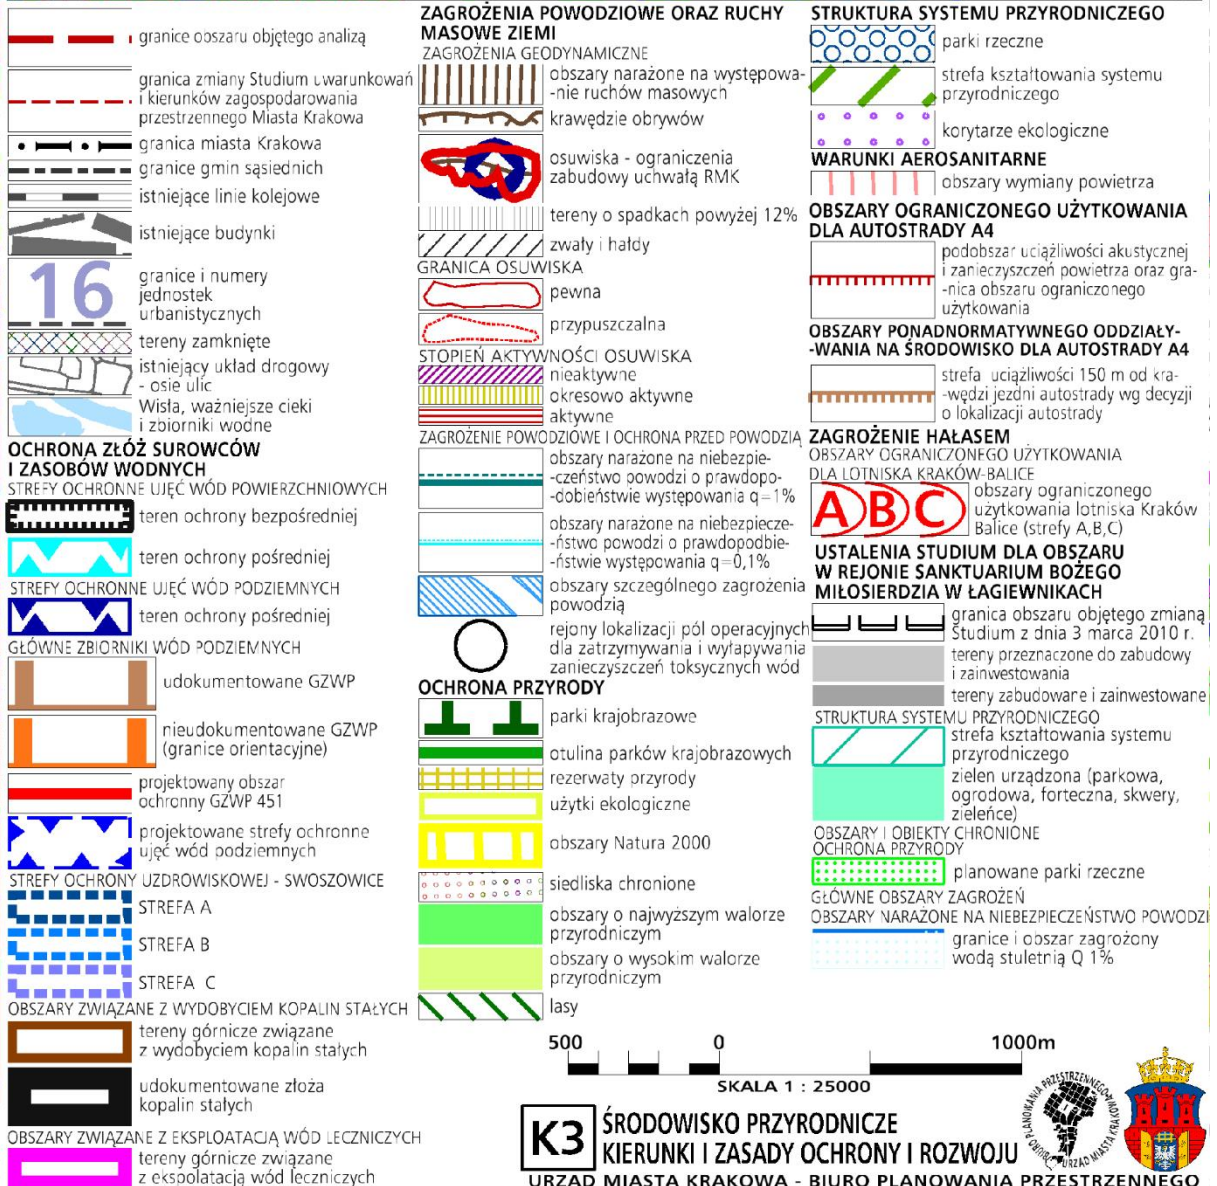 granice obszaru objętego analizą
granica zmiany Studium uwarunkowań
i kierunków zagospodarowania
przestrzennego Miasta Krakowa
granica miasta Krakowa
granice gmin sąsiednich
istniejące linie kolejowe
istniejące budynki
16
granice i numery
jednostek
urbanistycznych
tereny zamknięte
istniejący układ drogowy
- osie ulic
Wisła, ważniejsze cieki
i zbiorniki wodne
OCHRONA ZŁÓŻ SUROWCÓW
I ZASOBÓW WODNYCH
STREFY OCHRONNE UJĘĆ WÓD POWIERZCHNIOWYCH
teren ochrony bezpośredniej
teren ochrony pośredniej
STREFY OCHRONNE UJĘĆ WÓD PODZIEMNYCH
teren ochrony pośredniej
GŁÓWNE ZBIORNIKI WÓD PODZIEMNYCH
udokumentowane GZWP
nieudokumentowane GZWP
(granice orientacyjne)
projektowany obszar
ochronny GZWP 451
projektowane strefy ochronne
ujęć wód podziemnych
STREFY OCHRONY UZDROWISKOWEJ - SWOSZOWICE
STREFA A
STREFA B
STREFA C
OBSZARY ZWIĄZANE Z WYDOBYCIEM KOPALIN STAŁYCH
tereny górnicze związane
z wydobyciem kopalin stałych
udokumentowane złoża
kopalin stałych
OBSZARY ZWIĄZANE Z EKSPLOATACJĄ WÓD LECZNICZYCH
tereny górnicze związane
z ekspolatacją wód leczniczych
ZAGROŻENIA POWODZIOWE ORAZ RUCHY
MASOWE ZIEMI
ZAGROŻENIA GEODYNAMICZNE
obszary narażone na występowa-
-nie ruchów masowych
krawędzie obrywów
osuwiska - ograniczenia
zabudowy uchwałą RMK
tereny o spadkach powyżej 12%
zwały i hałdy
GRANICA OSUWISKA
pewna
przypuszczalna
STOPIEŃ AKTYWNOŚCI OSUWISKA
nieaktywne
okresowo aktywne
aktywne
ZAGROŻENIE POWODZIOWE I OCHRONA PRZED POWODZIĄ
obszary narażone na niebezpie-
-czeństwo powodzi o prawdopo-
-dobieństwie występowania q=1%
obszary narażone na niebezpiecze-
-ństwo powodzi o prawdopodbie-
-ństwie występowania q=0,1%
obszary szczególnego zagrożenia
powodzią
rejony lokalizacji pól operacyjnych
dla zatrzymywania i wyłapywania
zanieczyszczeń toksycznych wód
OCHRONA PRZYRODY
parki krajobrazowe
otulina parków krajobrazowych
rezerwaty przyrody
użytki ekologiczne
obszary Natura 2000
siedliska chronione
obszary o najwyższym walorze
przyrodniczym
obszary o wysokim walorze
przyrodniczym
lasy
STRUKTURA SYSTEMU PRZYRODNICZEGO
parki rzeczne
strefa kształtowania systemu
przyrodniczego
korytarze ekologiczne
WARUNKI AEROSANITARNE
obszary wymiany powietrza
OBSZARY OGRANICZONEGO UŻYTKOWANIA
DLA AUTOSTRADY A4
podobszar uciążliwości akustycznej
i zanieczyszczeń powietrza oraz gra-
-nica obszaru ograniczonego
użytkowania
OBSZARY PONADNORMATYWNEGO ODDZIAŁY-
-WANIA NA ŚRODOWISKO DLA AUTOSTRADY A4
strefa uciążliwości 150 m od kra-
-wędzi jezdni autostrady wg decyzji
o lokalizacji autostrady
ZAGROŻENIE HAŁASEM
OBSZARY OGRANICZONEGO UŻYTKOWANIA
DLA LOTNISKA KRAKÓW-BALICE
A B C
obszary ograniczonego
użytkowania lotniska Kraków
Balice (strefy A,B,C)
USTALENIA STUDIUM DLA OBSZARU
W REJONIE SANKTUARIUM BOŻEGO
MIŁOSIERDZIA W ŁAGIEWNIKACH
granica obszaru objętego zmianą
Studium z dnia 3 marca 2010 r.
tereny przeznaczone do zabudowy
i zainwestowania
tereny zabudowane i zainwestowane
STRUKTURA SYSTEMU PRZYRODNICZEGO
strefa kształtowania systemu
przyrodniczego
zielen urządzona (parkowa,
ogrodowa, forteczna, skwery,
zieleńce)
OBSZARY I OBIEKTY CHRONIONE
OCHRONA PRZYRODY
planowane parki rzeczne
GŁÓWNE OBSZARY ZAGROŻEŃ
OBSZARY NARAŻONE NA NIEBEZPIECZEŃSTWO POWODZI
granice i obszar zagrożony
wodą stuletnią Q 1%
500 0 1000m
SKALA 1 : 25000
K3
ŚRODOWISKO PRZYRODNICZE
KIERUNKI I ZASADY OCHRONY I ROZWOJU
BIURO PLANOWANIA PRZESTRZENNEGO
URZĄD MIASTA KRAKOWA
URZĄD MIASTA KRAKOWA - BIURO PLANOWANIA PRZESTRZENNEGO